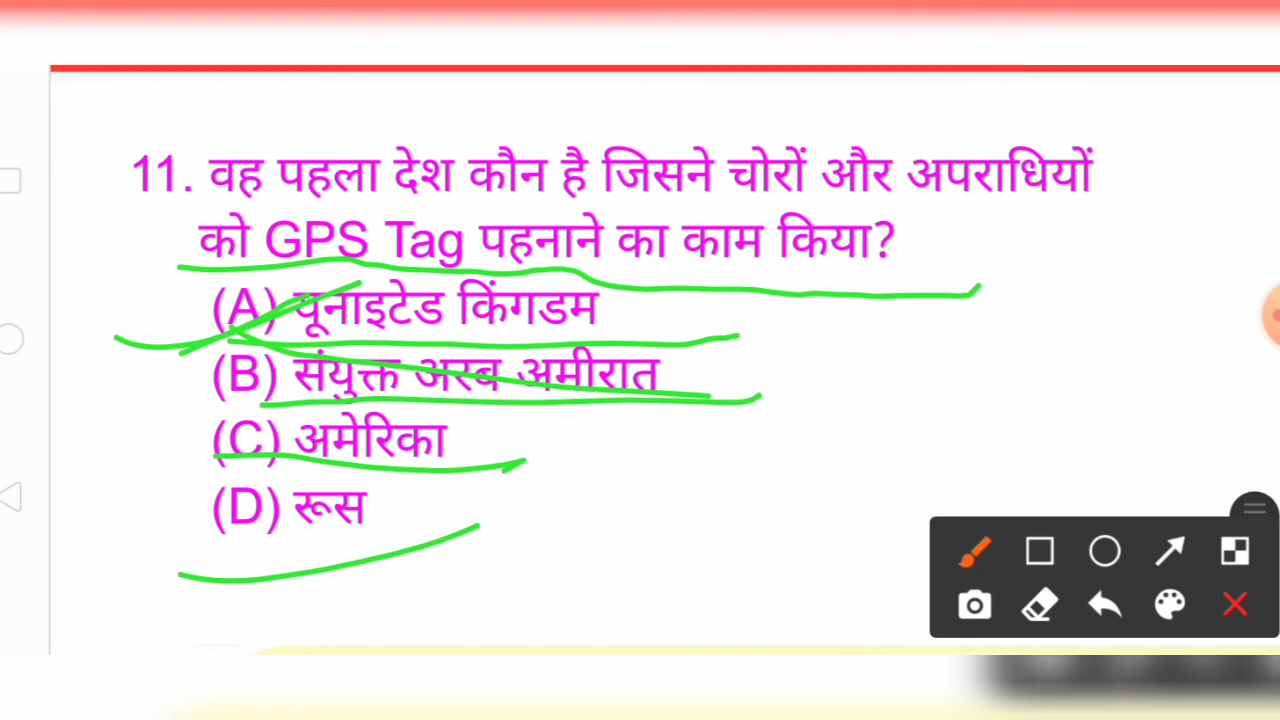 11. वह पहला देश कौन है जिसने चोरों और अपराधियों
को GPS Tag पहनाने का काम किया?
(A) यूनाइटेड किंगडम
(B) संयुक्त अरब अमीरात
(C) अमेरिका
(D) रूस